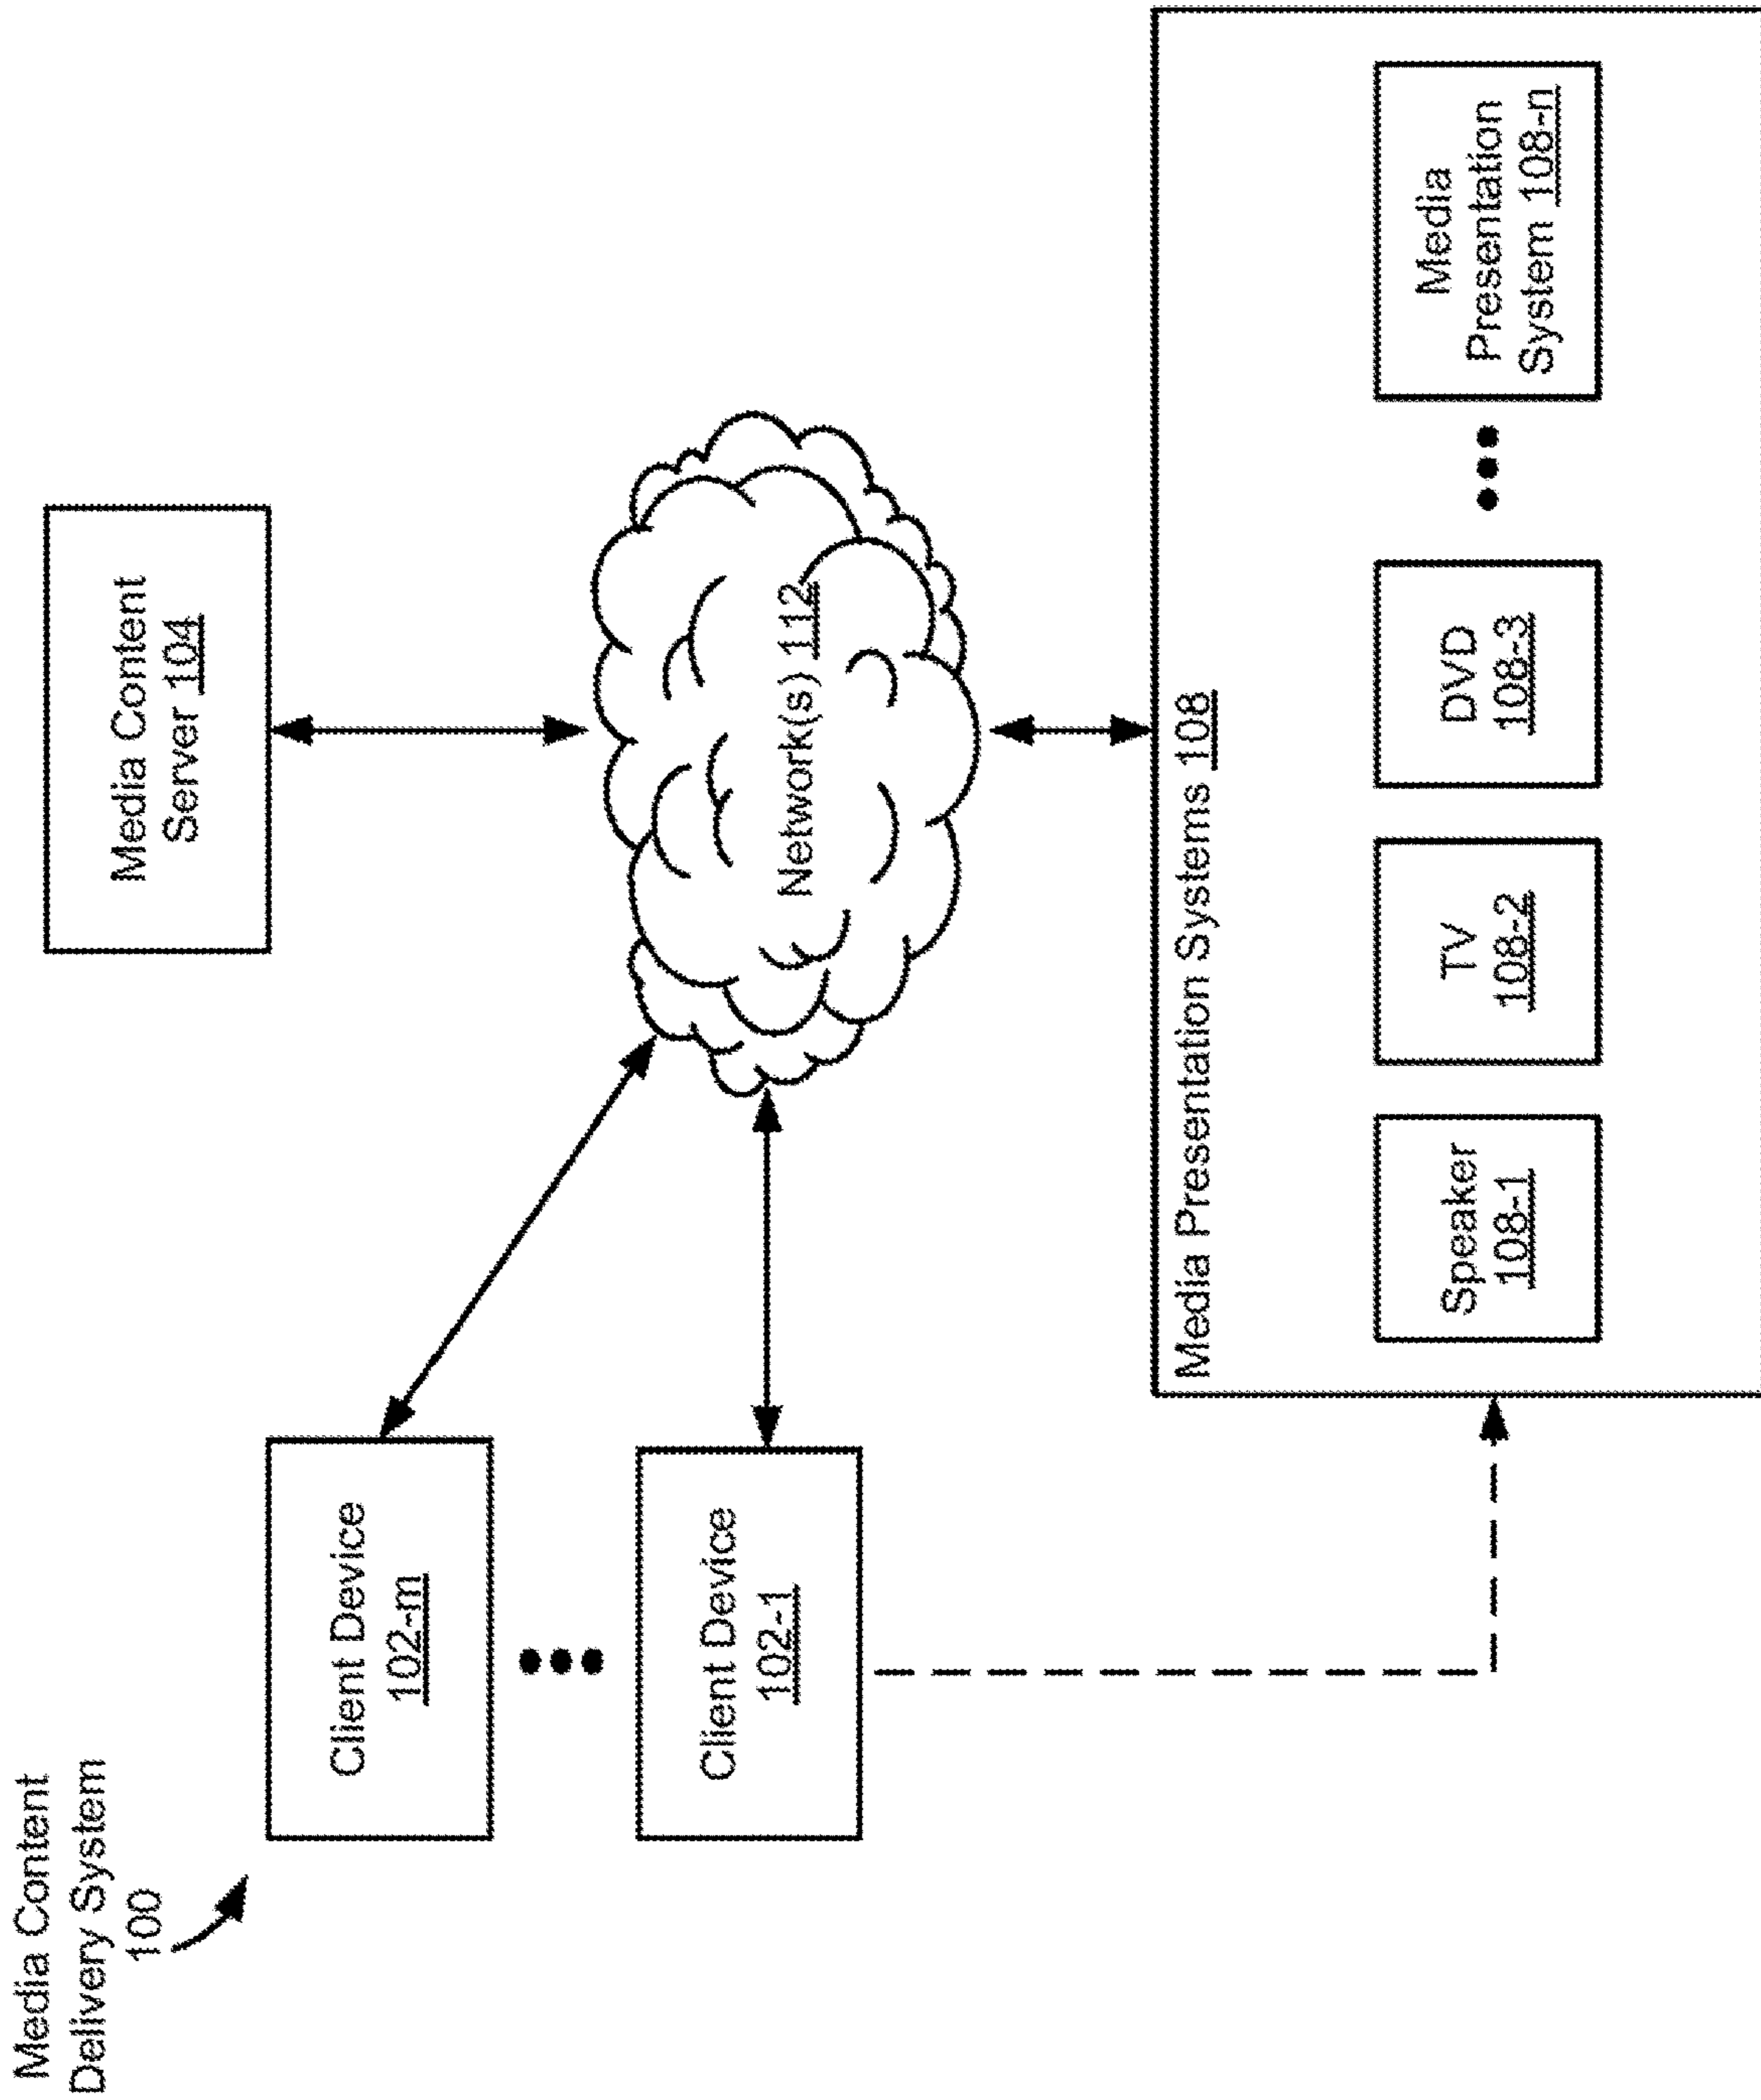 Media Content
Delivery System
100
Media Content
Server 104
Client Device
102-m
Client Device
102-1
Network(s) 112
Media Presentation Systems 108
Speaker
108-1
TV
108-2
DVD
108-3
Media
Presentation
System 108-n